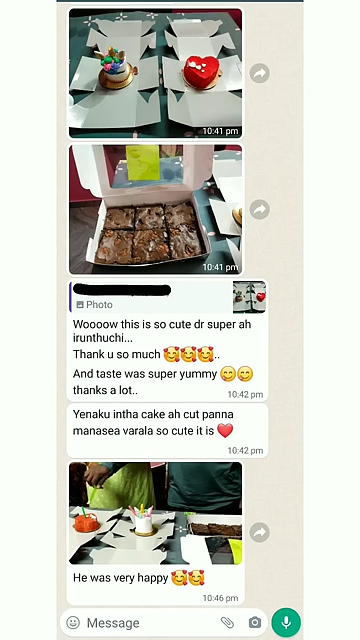 10:41 pm
10:41 pm
Photo
Woooow this is so cute dr super ah
irunthuchi...
Thank u so much 🥰🥰🥰..
And taste was super yummy 😊😊
thanks a lot..
10:42 pm
Yenaku intha cake ah cut panna
manasea varala so cute it is ❤️
10:42 pm
He was very happy 🥰🥰
10:46 pm
Message